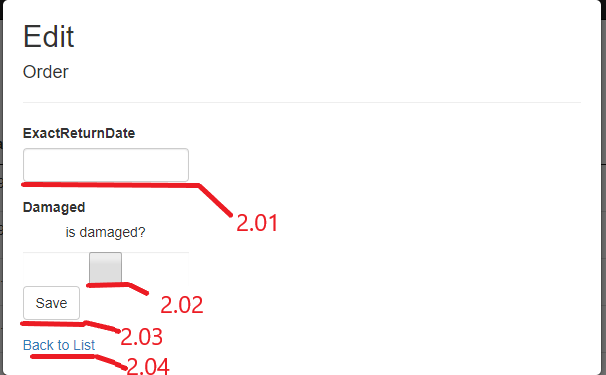 Edit
Order
ExactReturnDate
2.01
Damaged
is damaged?
2.02
Save
2.03
Back to List
2.04